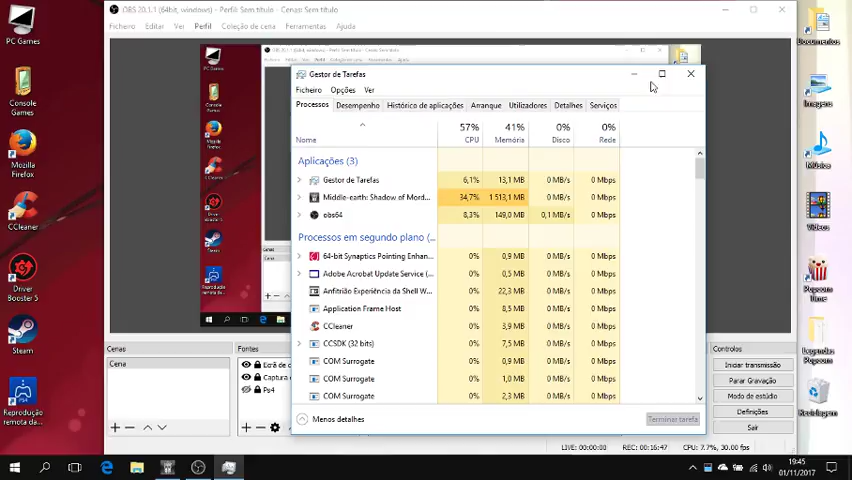 OBS 20.1.1 (64bit, windows) - Perfil: Sem título - Cenas: Sem título
Ficheiro Editar Ver Perfil Coleção de cena Ferramentas Ajuda
PC Games
Console Games
Mozilla Firefox
CCleaner
Driver Booster 5
Steam
Reprodução remota da...
Documentos
Imagens
Músics
Vídeos
Popcorn Time
Legendas Popcorn
Reciclagem
Gestor de Tarefas
Ficheiro Opções Ver
Processos Desempenho Histórico de aplicações Arranque Utilizadores Detalhes Serviços
57% 41% 0% 0%
Nome CPU Memória Disco Rede
Aplicações (3)
Gestor de Tarefas 6,1% 13,1 MB 0 MB/s 0 Mbps
Middle-earth: Shadow of Mord... 34,7% 1 513,1 MB 0 MB/s 0 Mbps
obs64 8,3% 149,0 MB 0,1 MB/s 0 Mbps
Processos em segundo plano (...
64-bit Synaptics Pointing Enhan... 0% 0,9 MB 0 MB/s 0 Mbps
Adobe Acrobat Update Service (... 0% 0,5 MB 0 MB/s 0 Mbps
Anfitrião Experiência da Shell W... 0% 22,3 MB 0 MB/s 0 Mbps
Application Frame Host 0% 8,5 MB 0 MB/s 0 Mbps
CCleaner 0% 3,9 MB 0 MB/s 0 Mbps
CCSDK (32 bits) 0% 7,5 MB 0 MB/s 0 Mbps
COM Surrogate 0% 0,9 MB 0 MB/s 0 Mbps
COM Surrogate 0% 1,0 MB 0 MB/s 0 Mbps
COM Surrogate 0% 2,3 MB 0 MB/s 0 Mbps
Menos detalhes Terminar tarefa
Cenas
Cena
Fontes
Ecrã de c
Captura c
Ps4
Controlos
Iniciar transmissão
Parar Gravação
Modo de estúdio
Definições
Sair
LIVE: 00:00:00 REC: 00:16:47 CPU: 7.7%, 30.00 fps
19:45
01/11/2017